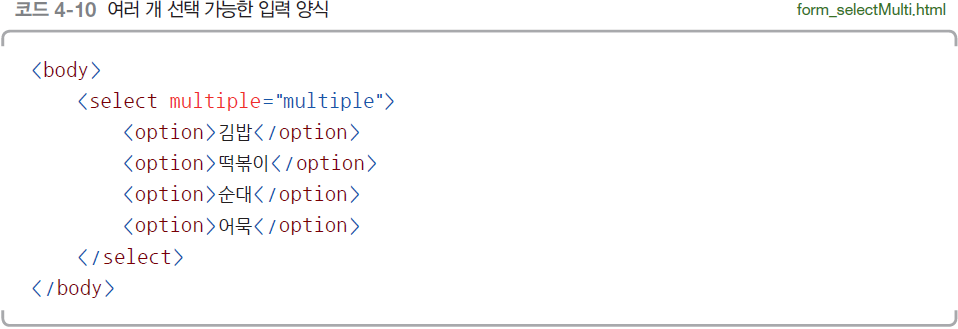 코드 4-10 여러 개 선택 가능한 입력 양식 form_selectMulti.html
<body>
    <select multiple="multiple">
        <option>김밥</option>
        <option>떡볶이</option>
        <option>순대</option>
        <option>어묵</option>
    </select>
</body>